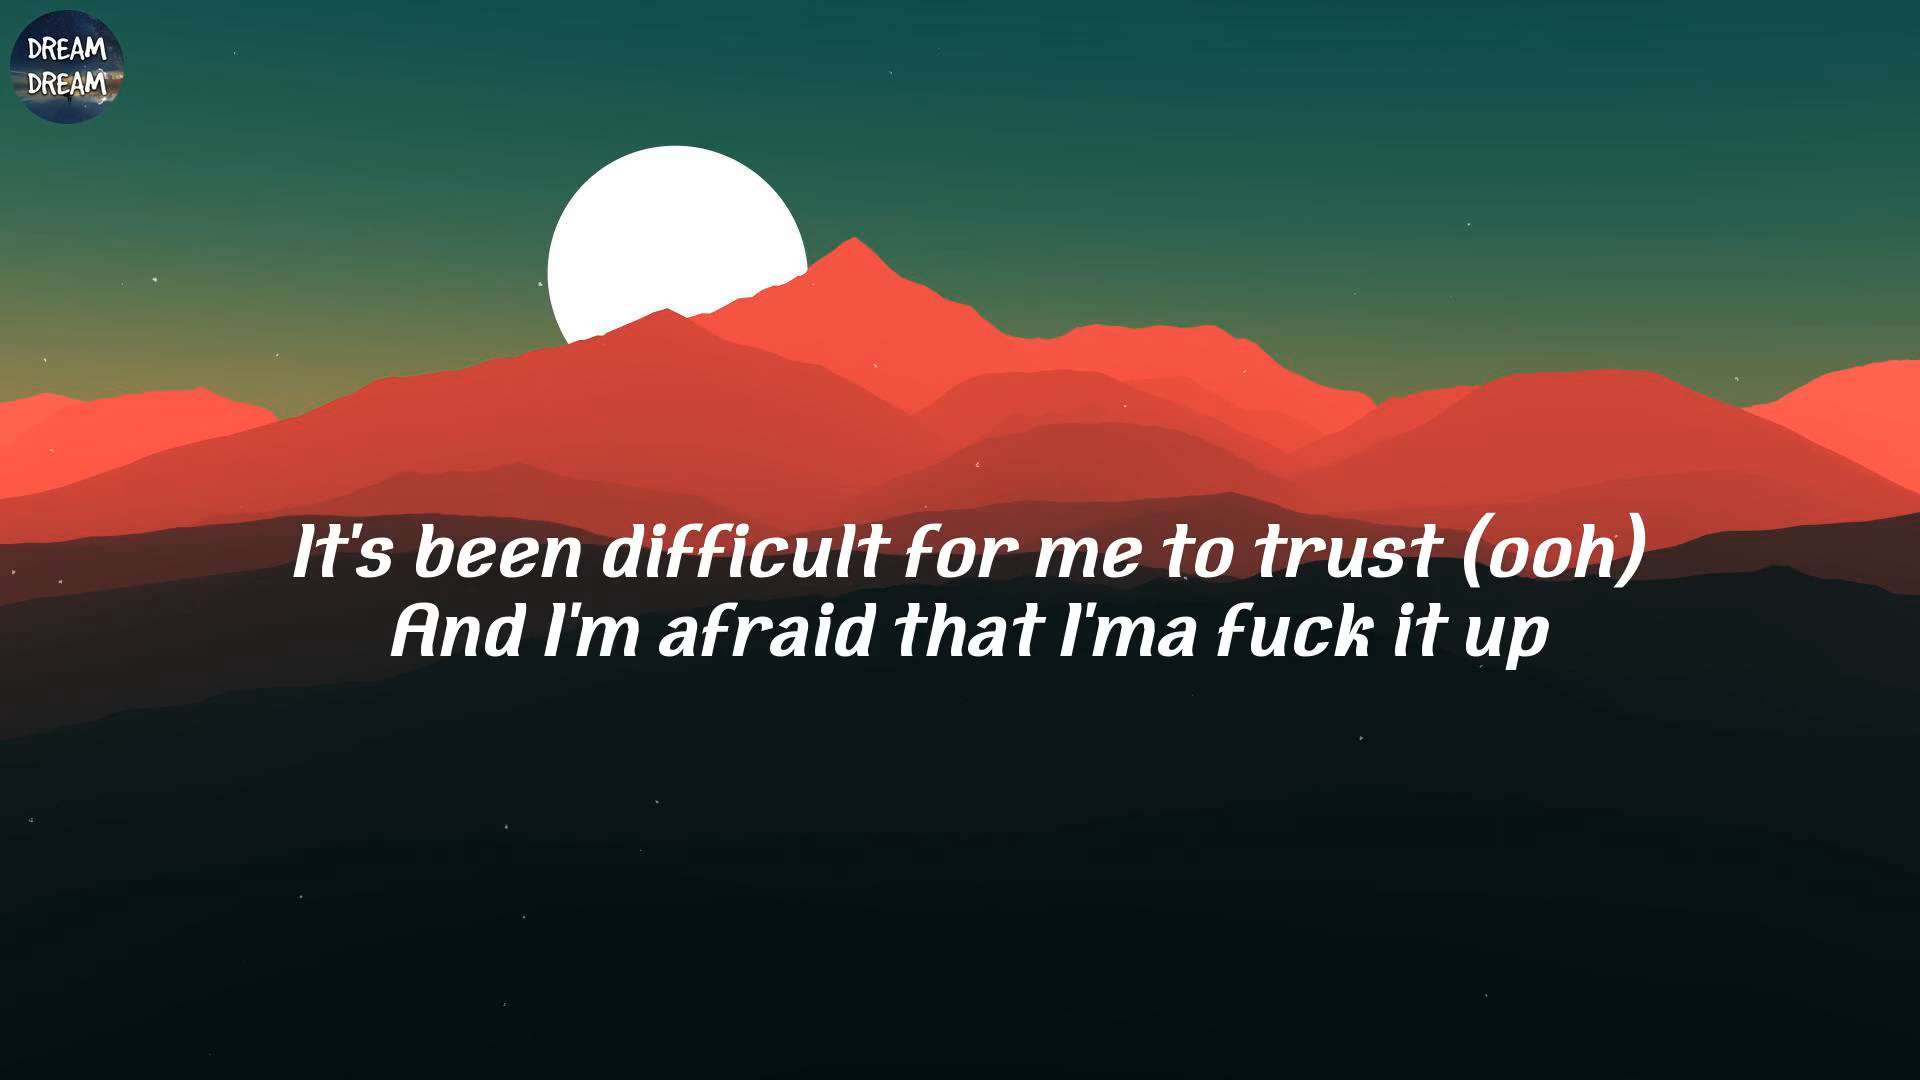 DREAM
DREAM
It's been difficult for me to trust (ooh)
And I'm afraid that I'ma fuck it up